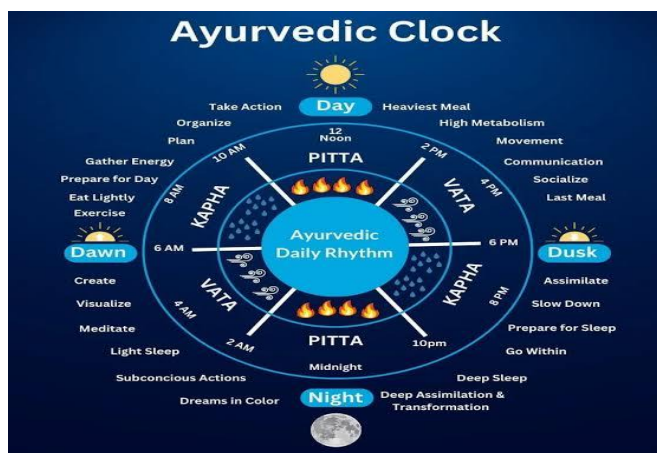 Ayurvedic Clock
Take Action
Day
Heaviest Meal
Organize
High Metabolism
Plan
Movement
Gather Energy
Communication
Prepare for Day
Socialize
Eat Lightly
Last Meal
Exercise
12
Noon
PITTA
10 AM
2 PM
8 AM
KAPHA
VATA
4 PM
Ayurvedic
Daily Rhythm
Dawn
6 AM
6 PM
Dusk
Create
Assimilate
Visualize
Slow Down
Meditate
Prepare for Sleep
Light Sleep
Go Within
4 AM
VATA
KAPHA
8 PM
2 AM
PITTA
10pm
Midnight
Subconcious Actions
Deep Sleep
Dreams in Color
Night
Deep Assimilation &
Transformation